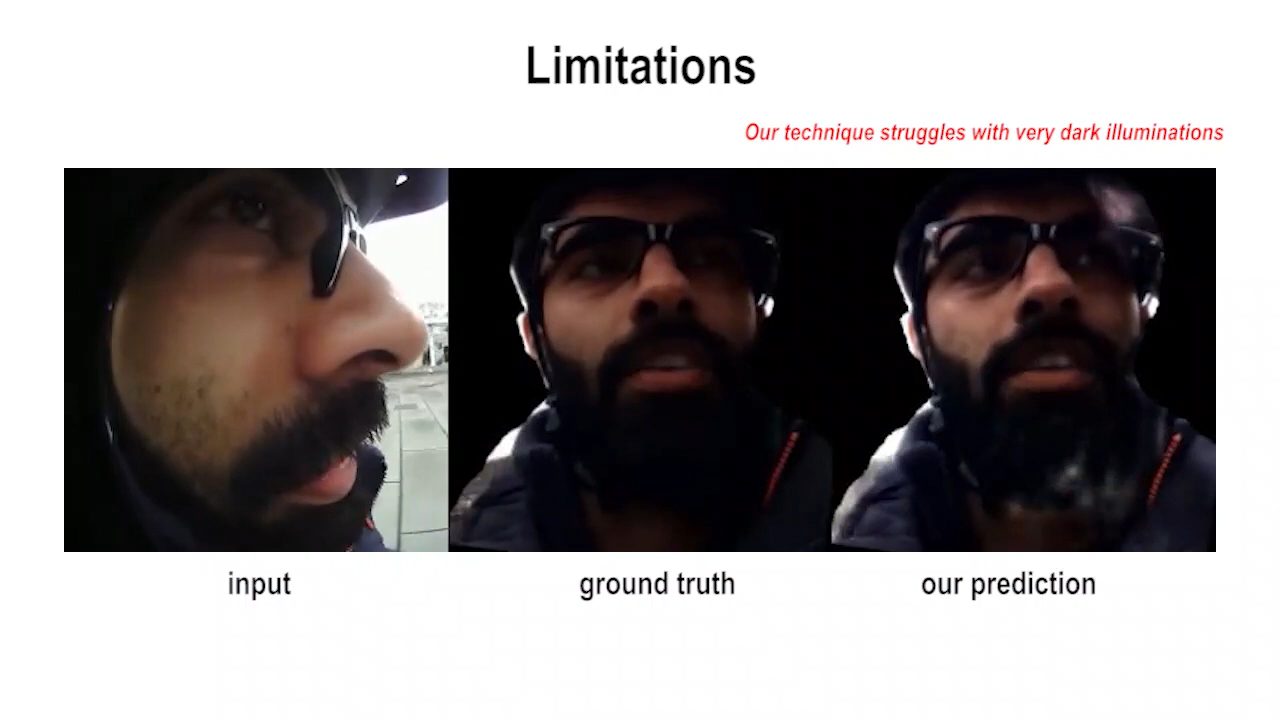 Limitations
Our technique struggles with very dark illuminations
input
ground truth
our prediction